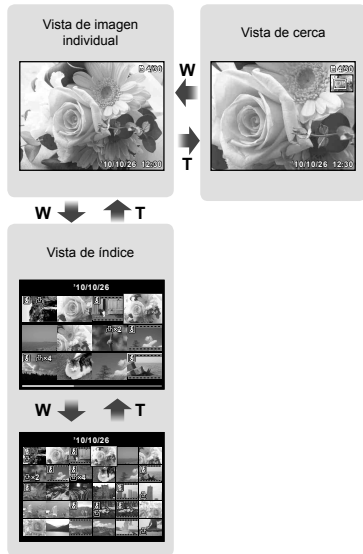 Vista de imagen
individual
4/30
'10/10/26 12:30
W
T
Vista de cerca
4/30
'10/10/26 12:30
W T
Vista de índice
'10/10/26
×2
×4
W T
'10/10/26
×2 ×4